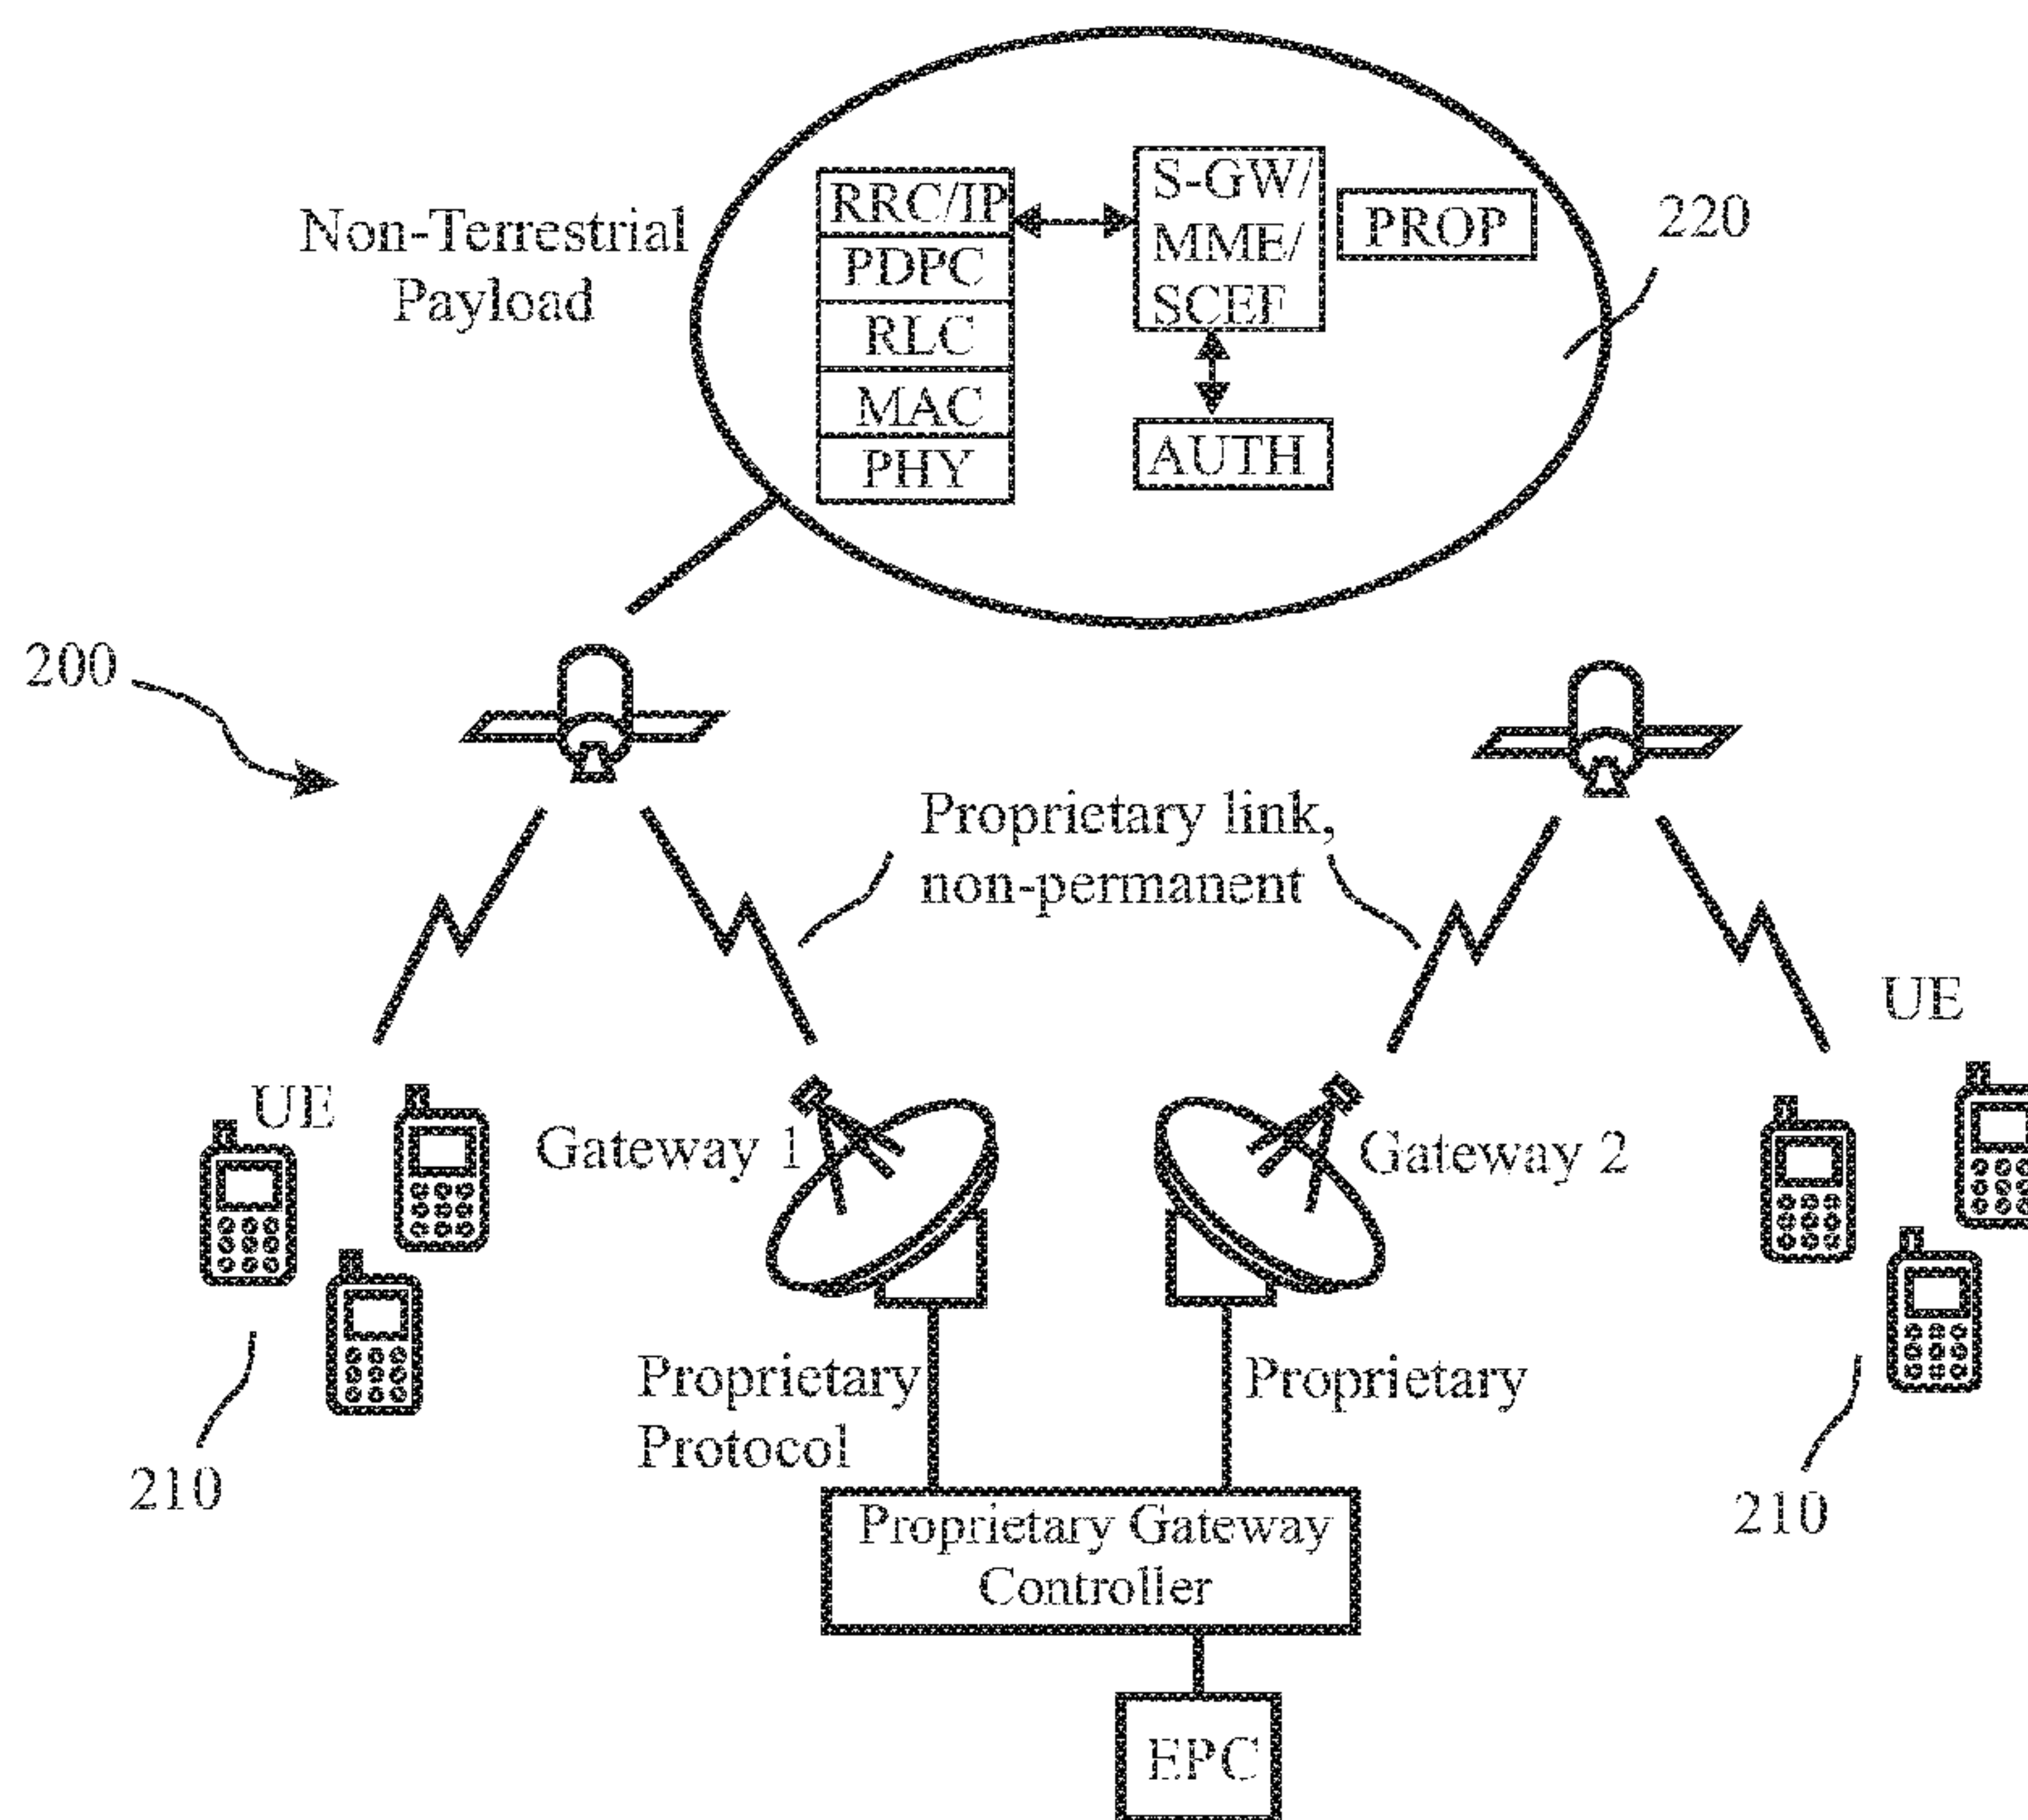 Non-Terrestrial
Payload
RRC/IP
PDPC
RLC
MAC
PHY
S-GW/
MME/
SCEF
PROP
AUTH
220
200
Proprietary link,
non-permanent
UE
UE
Gateway 1
Gateway 2
210
Proprietary
Protocol
Proprietary
210
Proprietary Gateway
Controller
EPC